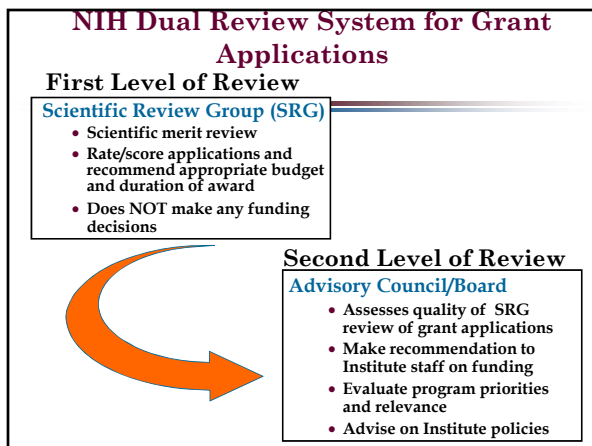 NIH Dual Review System for Grant
Applications
First Level of Review
Scientific Review Group (SRG)
• Scientific merit review
• Rate/score applications and
recommend appropriate budget
and duration of award
• Does NOT make any funding
decisions
Second Level of Review
Advisory Council/Board
• Assesses quality of SRG
review of grant applications
• Make recommendation to
Institute staff on funding
• Evaluate program priorities
and relevance
• Advise on Institute policies